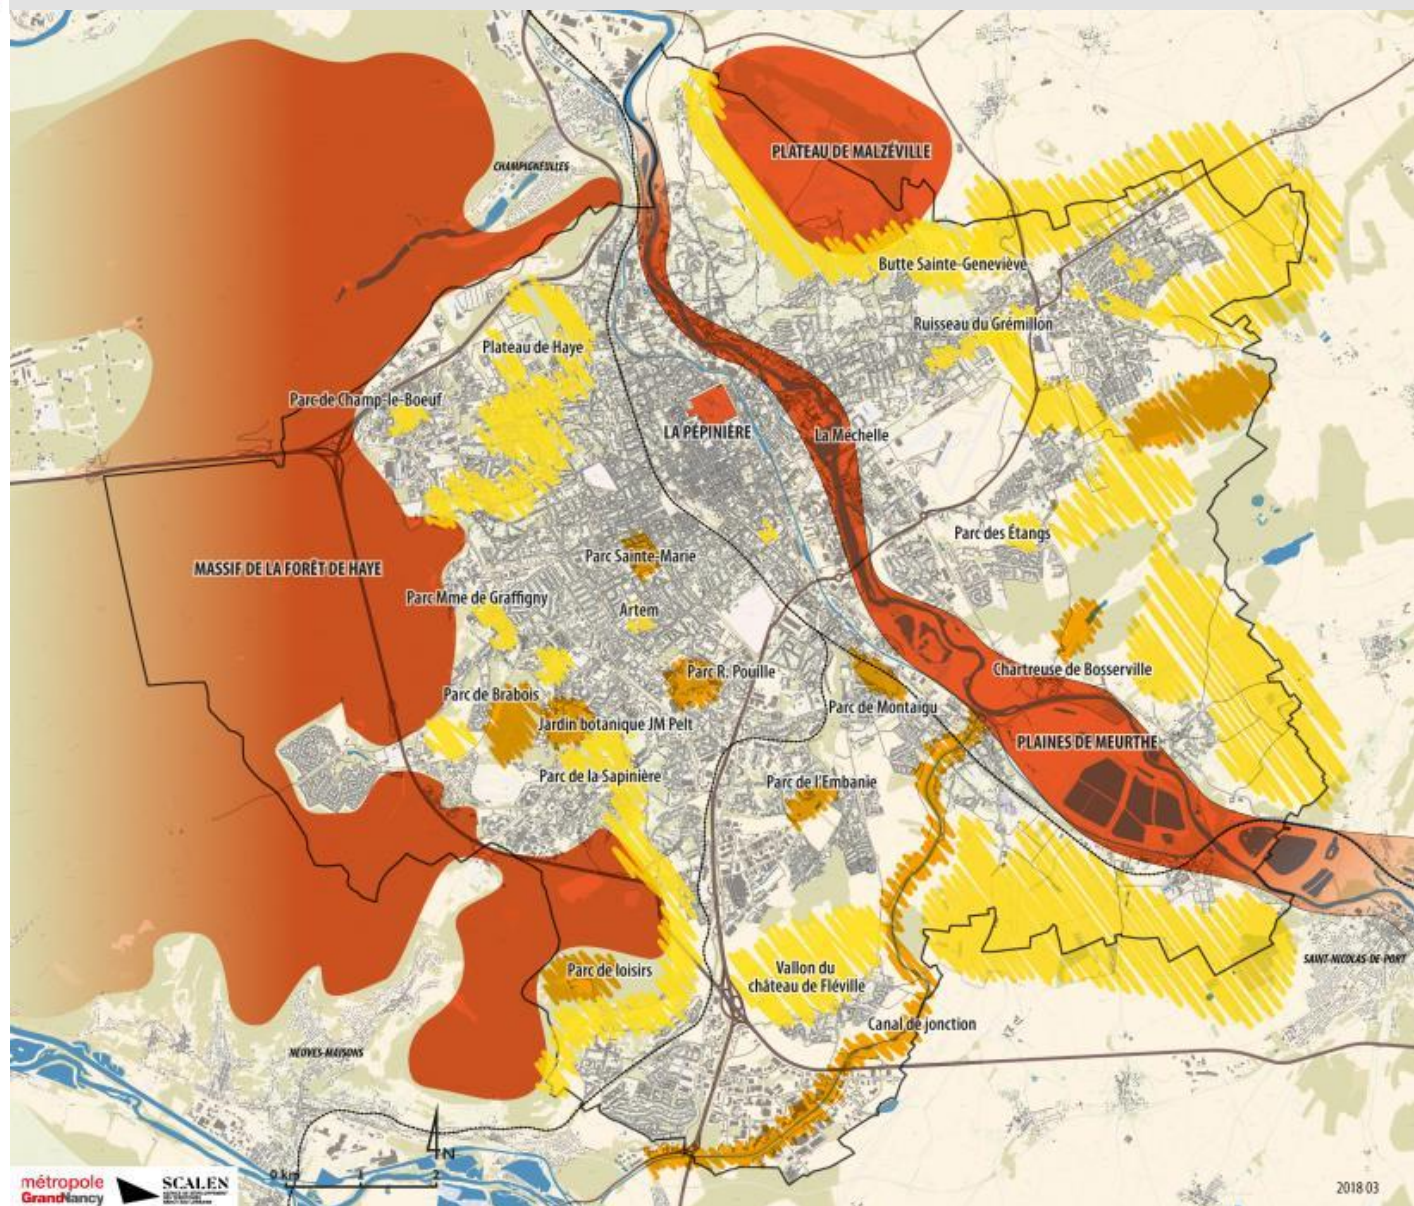 PLATEAU DE MALZÉVILLE
CHAMPIGNEULLES
Butte Sainte-Geneviève
Ruisseau du Grémillon
Plateau de Haye
Parc de Champ-le-Boeuf
LA PÉPINIÈRE
La Méchelle
Parc des Étangs
Parc Sainte-Marie
MASSIF DE LA FORÊT DE HAYE
Parc Mme de Graffigny
Artem
Parc R. Pouille
Chartreuse de Bosserville
Parc de Brabois
Parc de Montaigu
Jardin botanique JM Pelt
PLAINES DE MEURTHE
Parc de la Sapinière
Parc de l'Embanie
Parc de loisirs
Vallon du
château de Fléville
SAINT-NICOLAS-DE-PORT
Canal de jonction
NEUVES-MAISONS
N
0 km 1 2
métropole
GrandNancy
SCALEN
2018 03